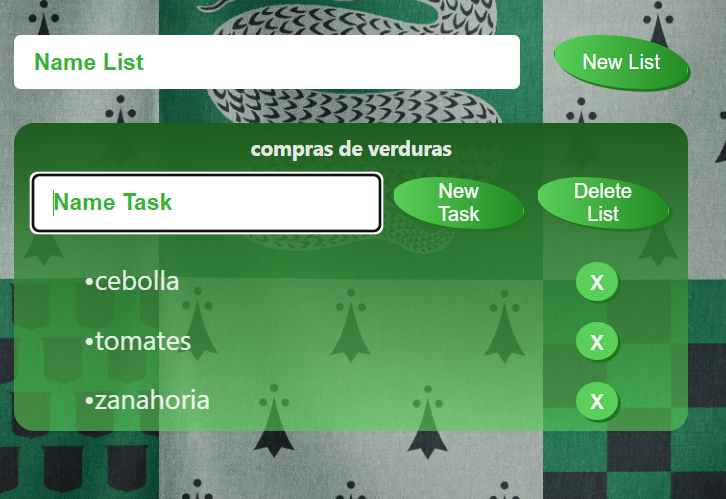 Name List
New List
compras de verduras
Name Task
New
Task
Delete
List
•cebolla
X
•tomates
X
•zanahoria
X